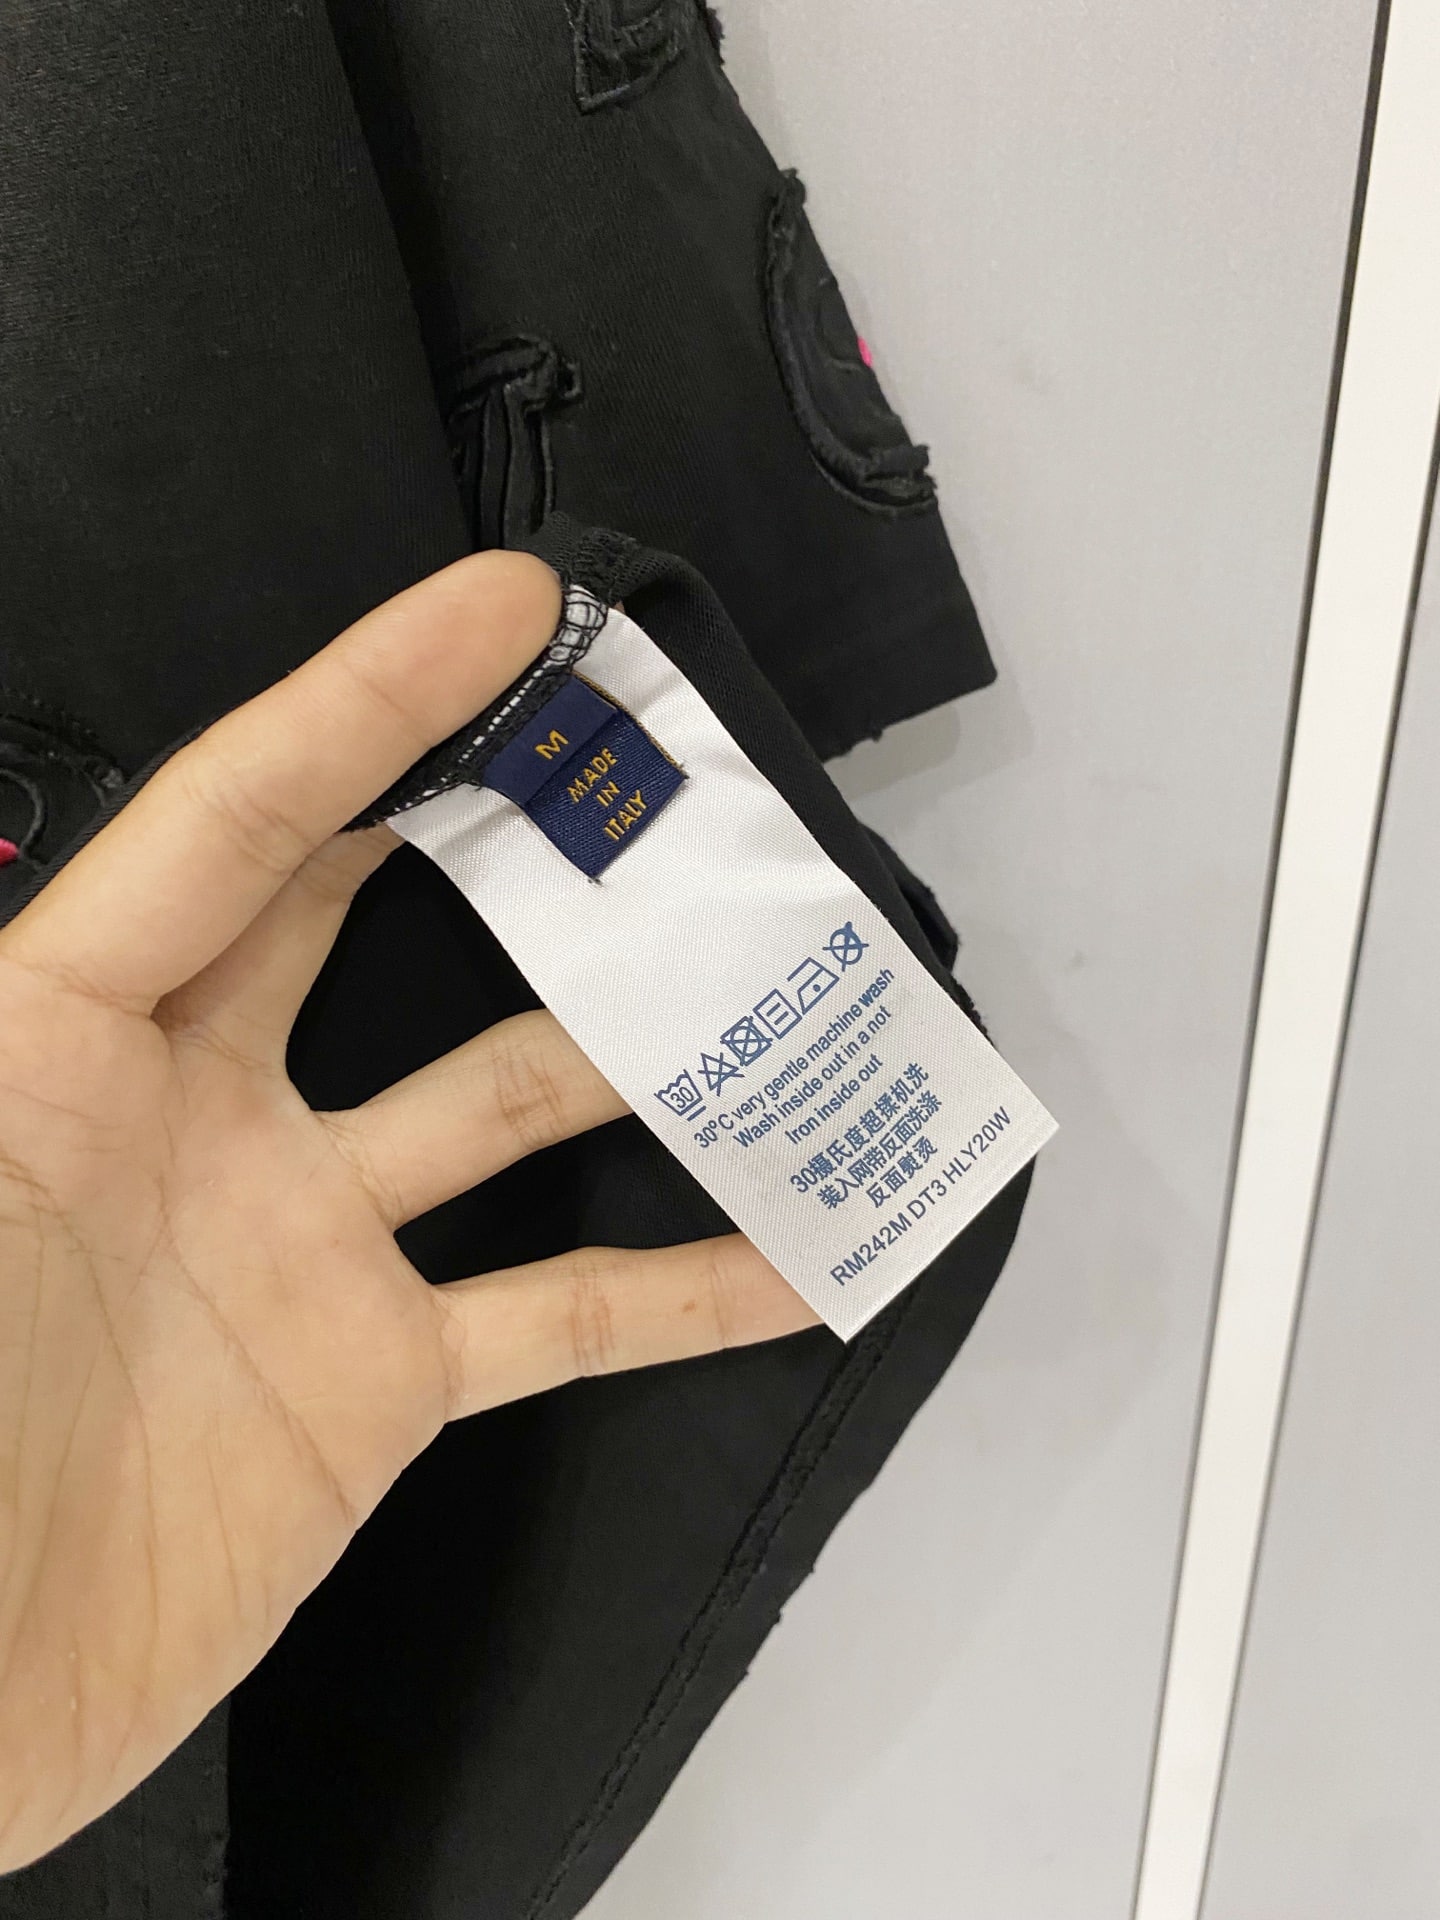 M
MADE
IN
ITALY
30
30°C very gentle machine wash
Wash inside out in a not
Iron inside out
30摄氏度超揉机洗
装入网带反面洗涤
反面熨烫
RM242M DT3 HLY20W